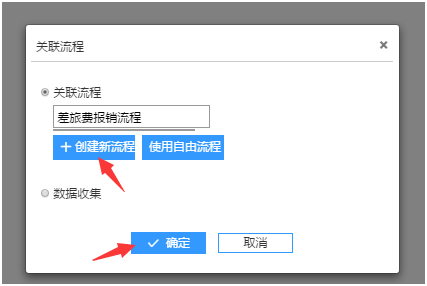 关联流程
关联流程
差旅费报销流程
创建新流程 使用自由流程
数据收集
确定 取消